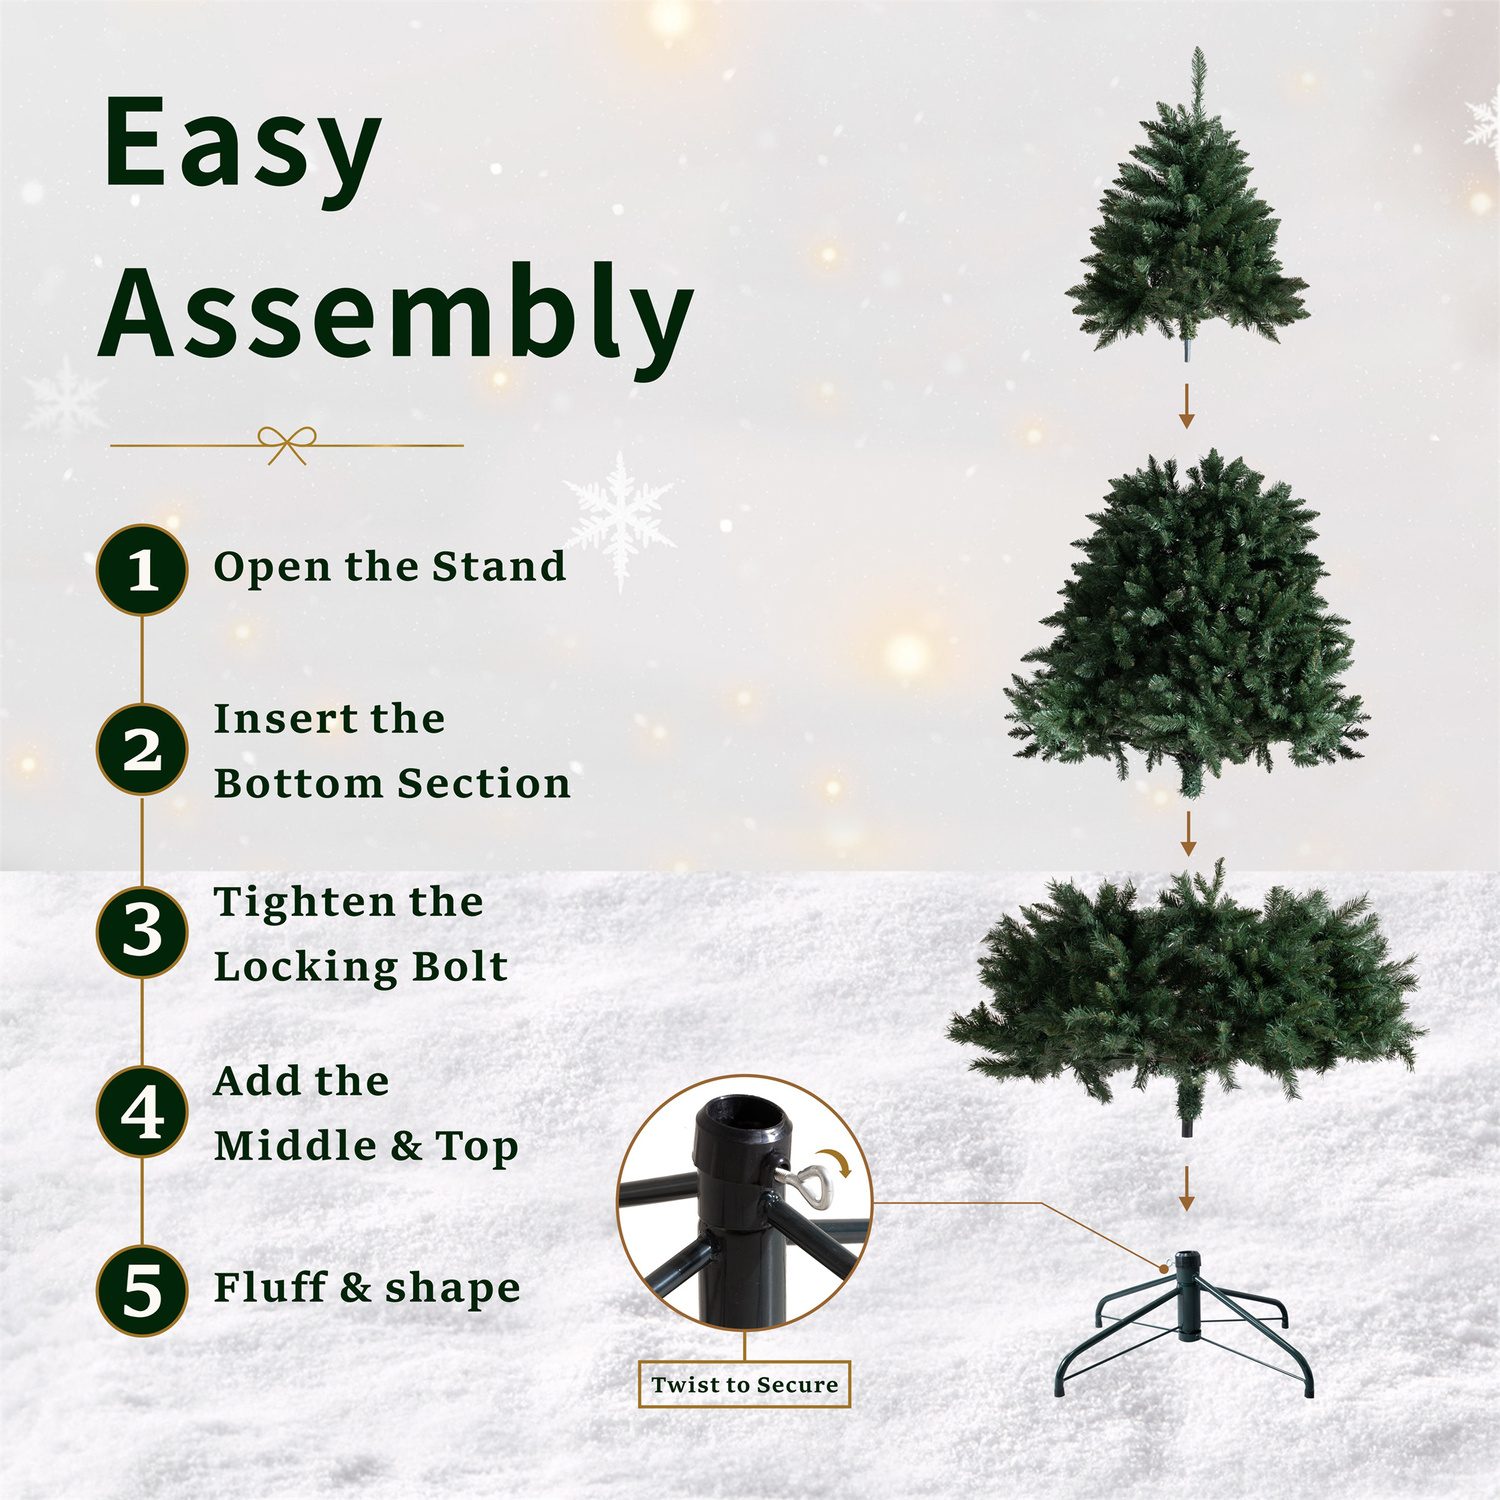 Easy
Assembly
1 Open the Stand
2 Insert the
Bottom Section
3 Tighten the
Locking Bolt
4 Add the
Middle & Top
5 Fluff & shape
Twist to Secure